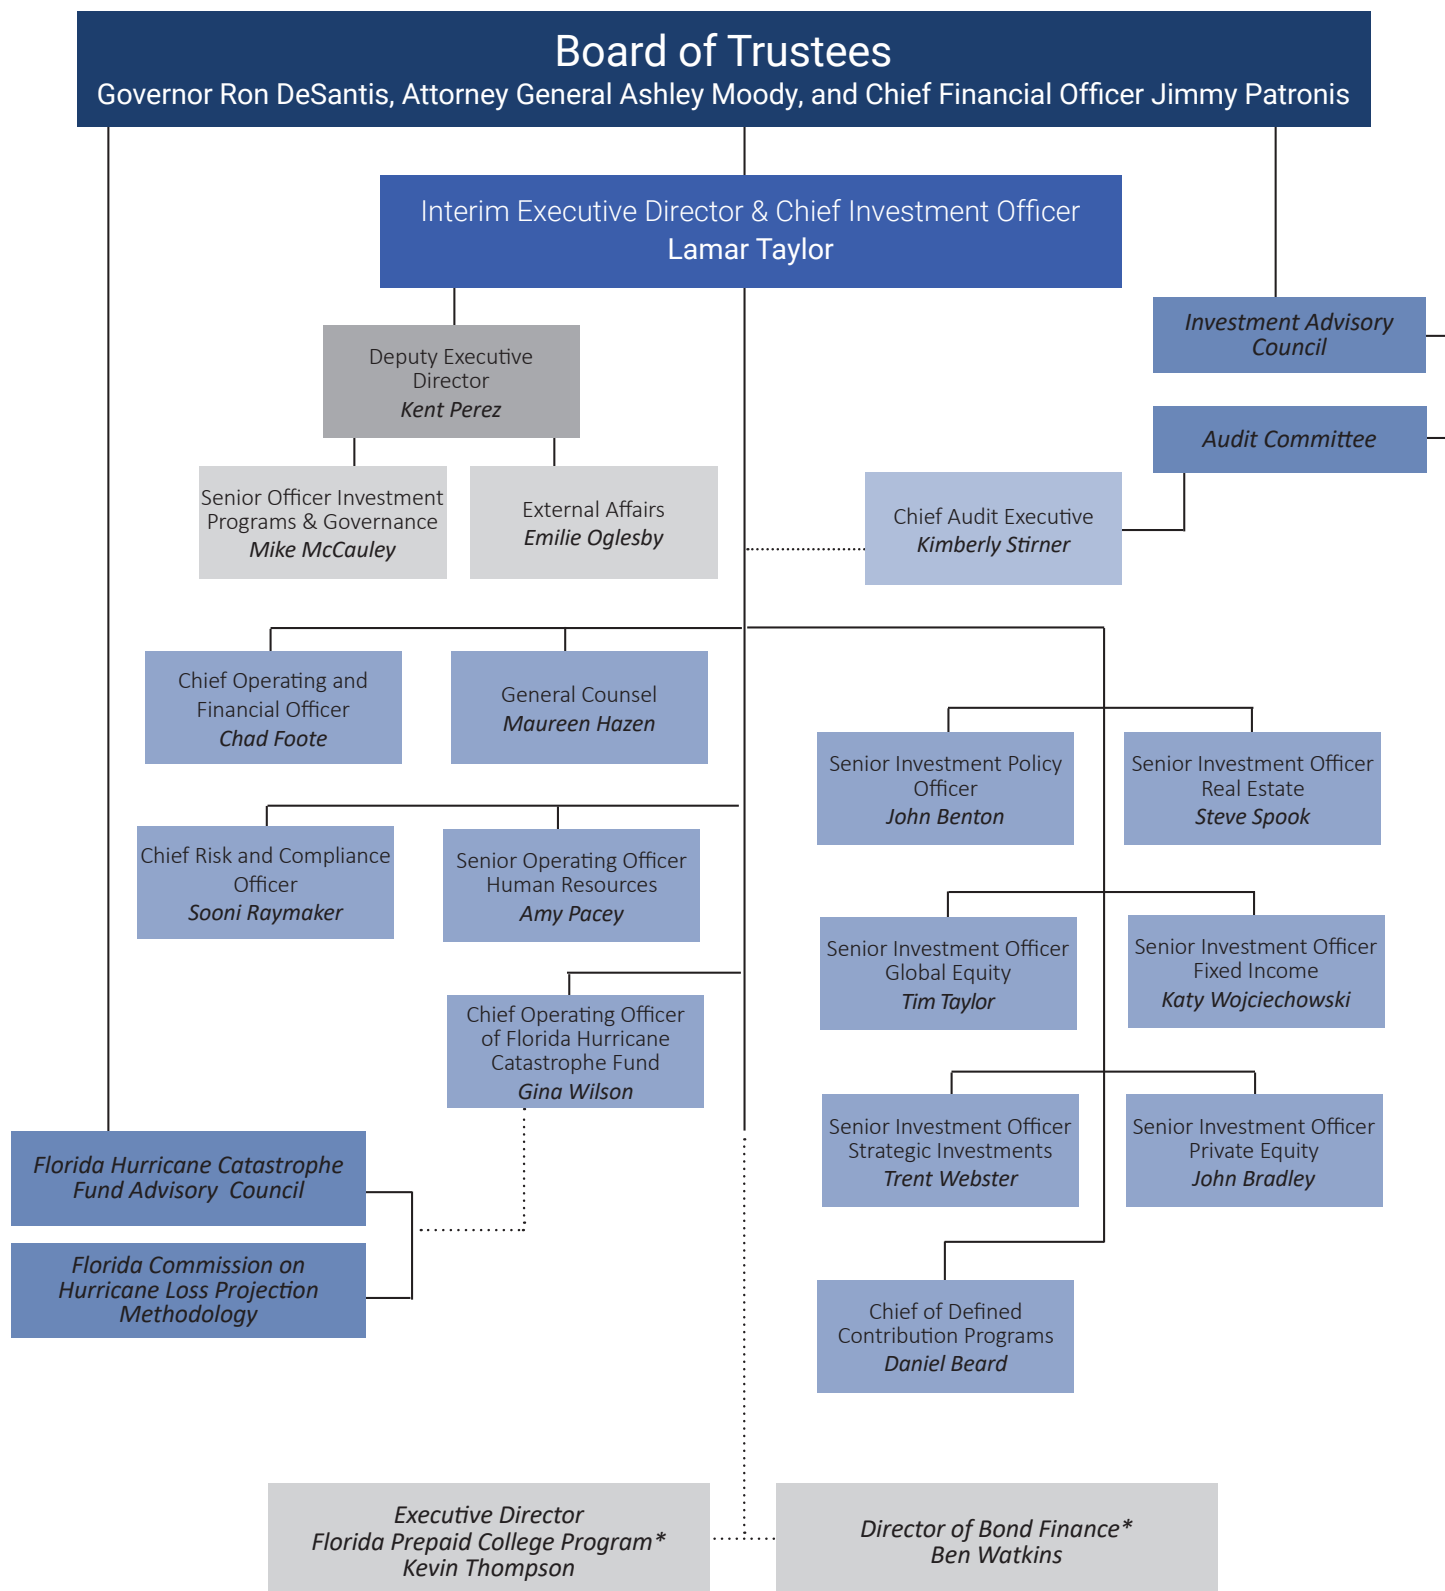 Board of Trustees
Governor Ron DeSantis, Attorney General Ashley Moody, and Chief Financial Officer Jimmy Patronis
Interim Executive Director & Chief Investment Officer
Lamar Taylor
Investment Advisory
Council
Deputy Executive
Director
Kent Perez
Audit Committee
Senior Officer Investment
Programs & Governance
Mike McCauley
External Affairs
Emilie Oglesby
Chief Audit Executive
Kimberly Stirner
Chief Operating and
Financial Officer
Chad Foote
General Counsel
Maureen Hazen
Senior Investment Policy
Officer
John Benton
Senior Investment Officer
Real Estate
Steve Spook
Chief Risk and Compliance
Officer
Sooni Raymaker
Senior Operating Officer
Human Resources
Amy Pacey
Senior Investment Officer
Global Equity
Tim Taylor
Senior Investment Officer
Fixed Income
Katy Wojciechowski
Chief Operating Officer
of Florida Hurricane
Catastrophe Fund
Gina Wilson
Senior Investment Officer
Strategic Investments
Trent Webster
Senior Investment Officer
Private Equity
John Bradley
Florida Hurricane Catastrophe
Fund Advisory Council
Florida Commission on
Hurricane Loss Projection
Methodology
Chief of Defined
Contribution Programs
Daniel Beard
Executive Director
Florida Prepaid College Program*
Kevin Thompson
Director of Bond Finance*
Ben Watkins